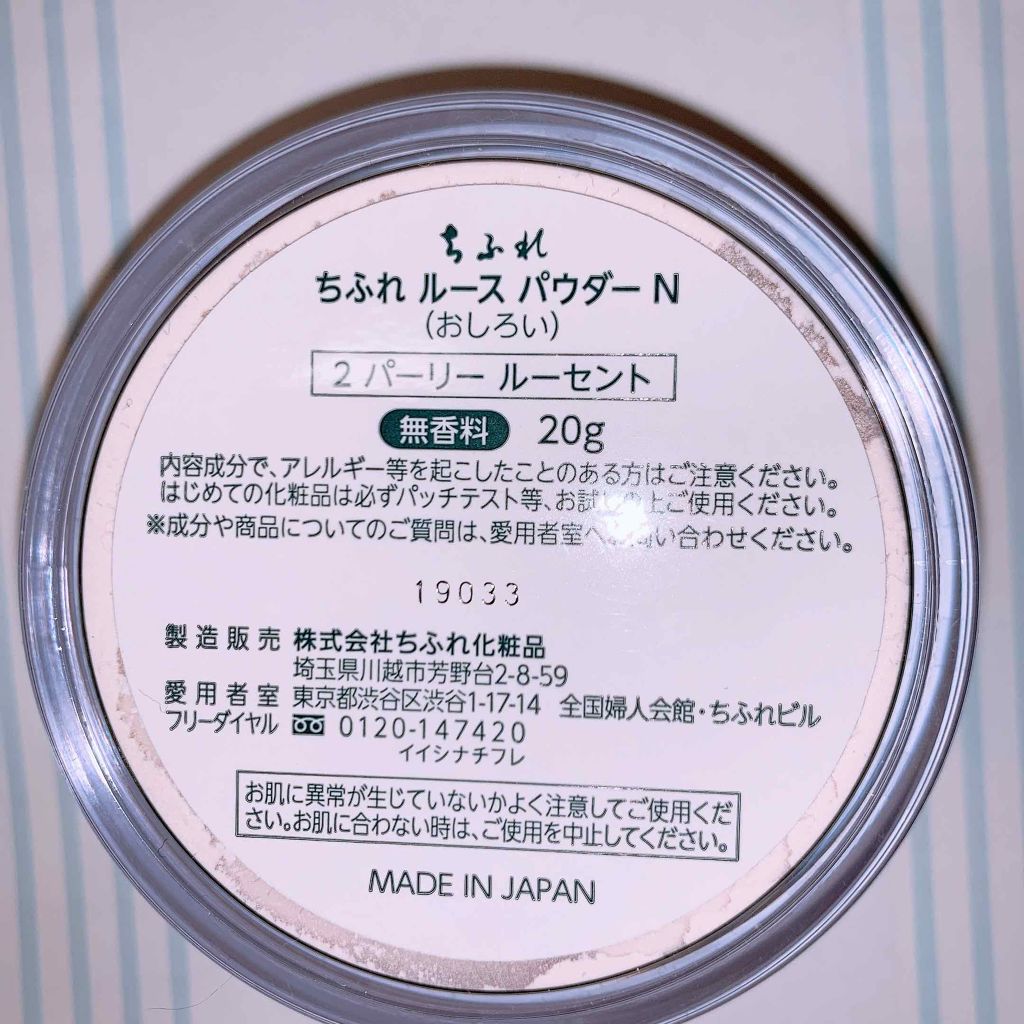 ちふれ
ちふれ ルース パウダー N
（おしろい）
2 パーリー ルーセント
無香料 20g
内容成分で、アレルギー等を起こしたことのある方はご注意ください。
はじめての化粧品は必ずパッチテスト等、お試しの上ご使用ください。
※成分や商品についてのご質問は、愛用者室へお問い合わせください。
19033
製造販売 株式会社ちふれ化粧品
埼玉県川越市芳野台2-8-59
愛用者室 東京都渋谷区渋谷1-17-14 全国婦人会館・ちふれビル
フリーダイヤル 0120-147420
イイシナチフレ
お肌に異常が生じていないかよく注意してご使用くだ
さい。お肌に合わない時は、ご使用を中止してください。
MADE IN JAPAN